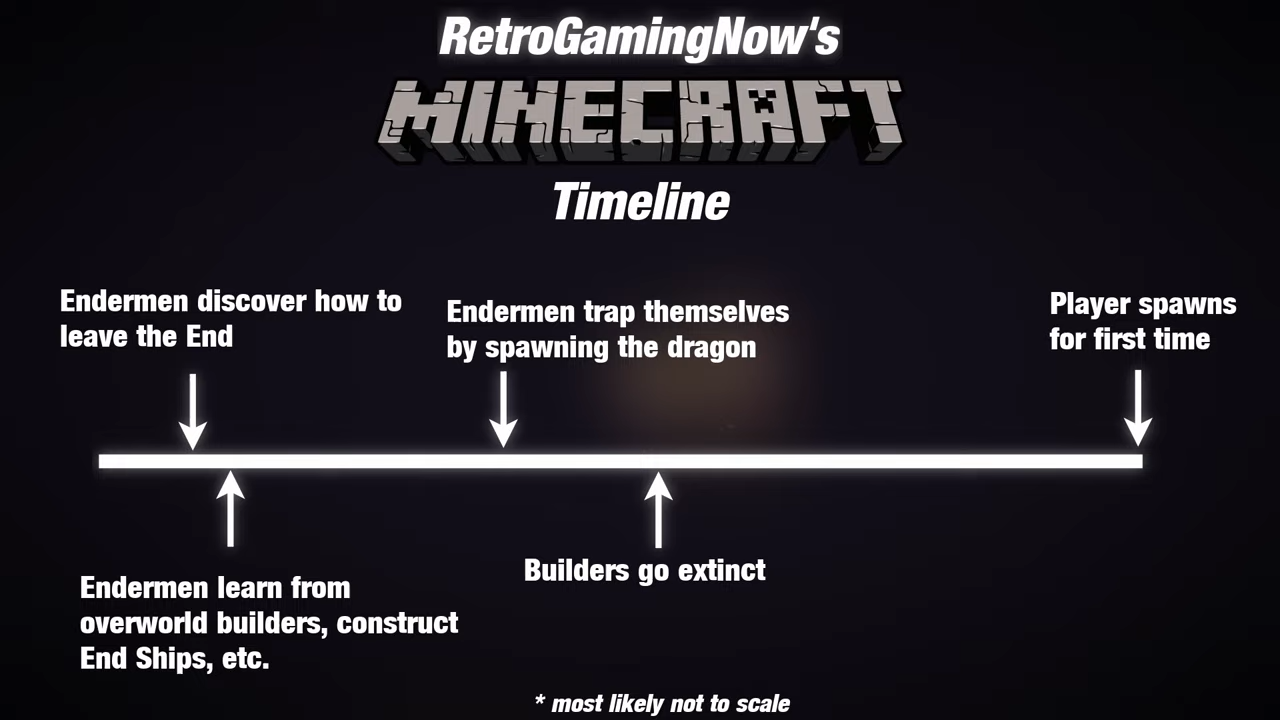 RetroGamingNow's
MINECRAFT
Timeline
Endermen discover how to
leave the End
Endermen trap themselves
by spawning the dragon
Player spawns
for first time
Endermen learn from
overworld builders, construct
End Ships, etc.
Builders go extinct
* most likely not to scale